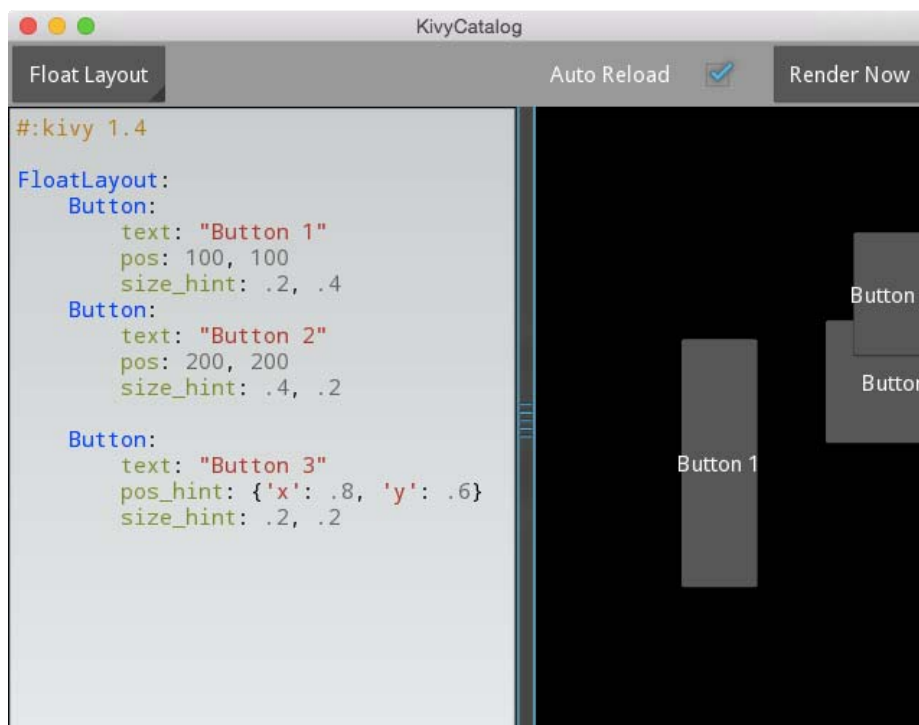 KivyCatalog
Float Layout
Auto Reload
Render Now
#:kivy 1.4
FloatLayout:
    Button:
        text: "Button 1"
        pos: 100, 100
        size_hint: .2, .4
    Button:
        text: "Button 2"
        pos: 200, 200
        size_hint: .4, .2
    Button:
        text: "Button 3"
        pos_hint: {'x': .8, 'y': .6}
        size_hint: .2, .2
Button
Button 1